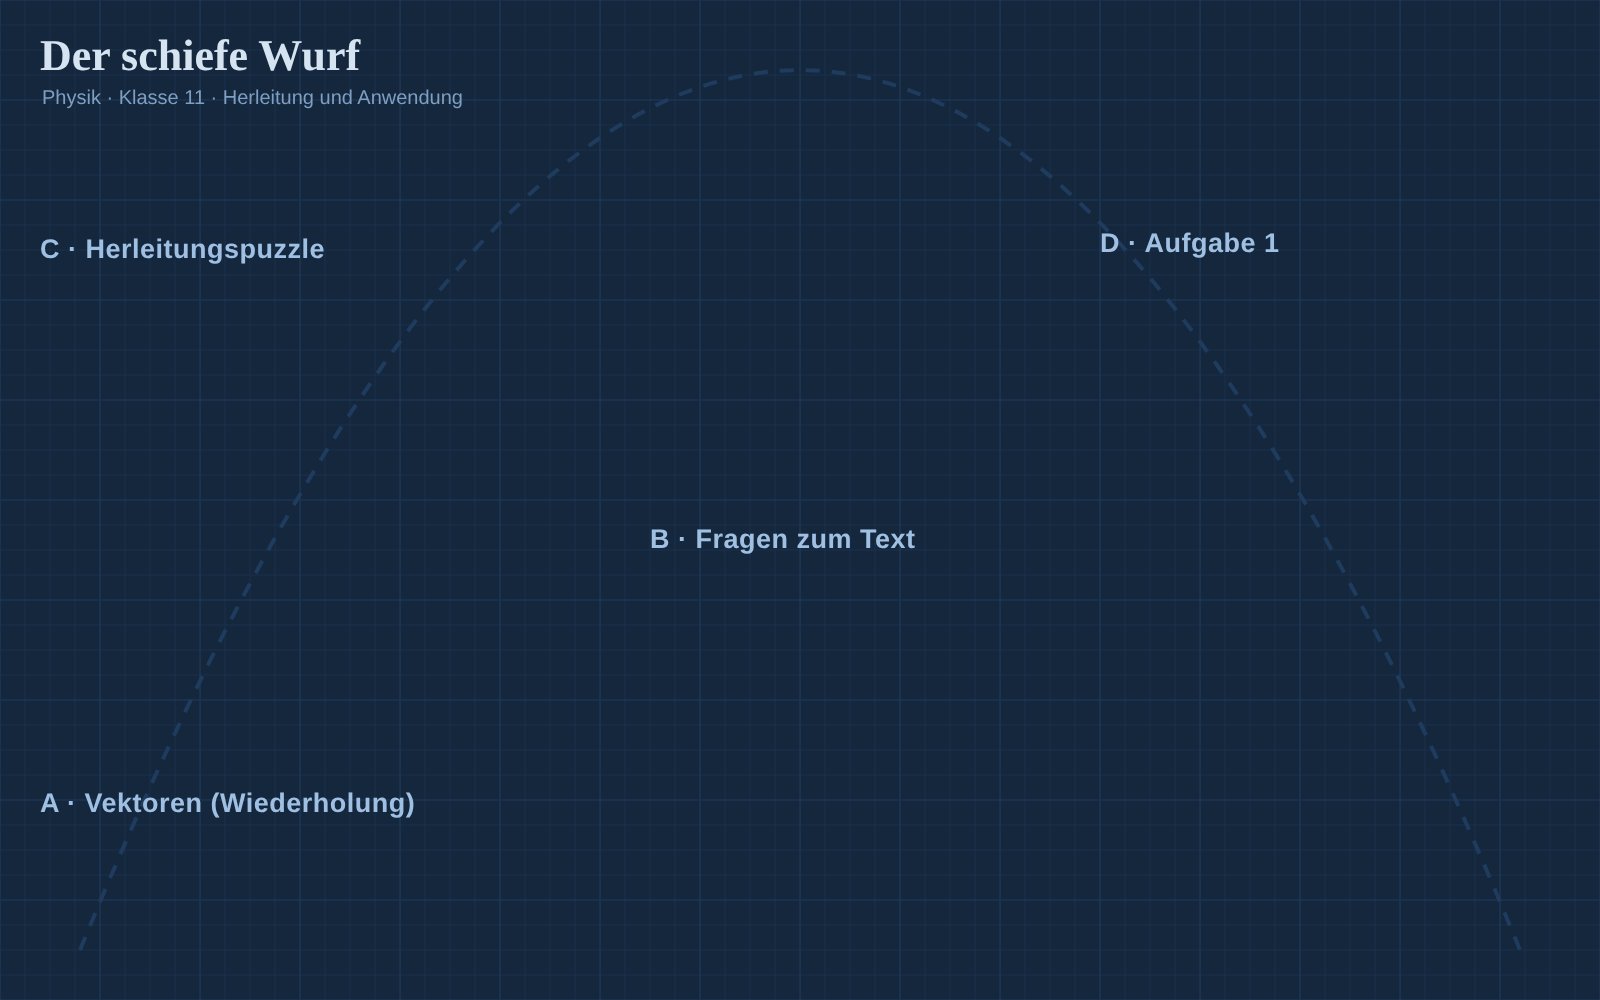 Der schiefe Wurf
Physik · Klasse 11 · Herleitung und Anwendung
C · Herleitungspuzzle
D · Aufgabe 1
B · Fragen zum Text
A · Vektoren (Wiederholung)